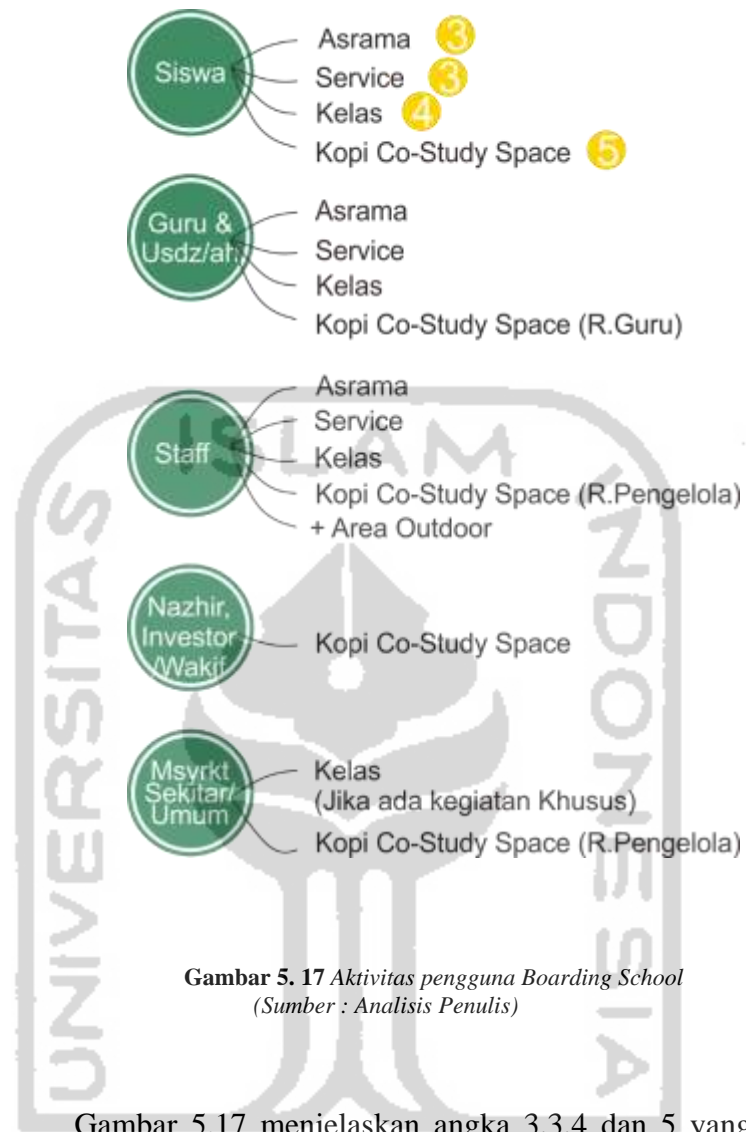 Siswa
Asrama 3
Service 3
Kelas 4
Kopi Co-Study Space 5
Guru &
Usdz/ah
Asrama
Service
Kelas
Kopi Co-Study Space (R.Guru)
Staff
Asrama
Service
Kelas
Kopi Co-Study Space (R.Pengelola)
+ Area Outdoor
Nazhir,
Investor
/Wakif
Kopi Co-Study Space
Msyrkt
Sekitar/
Umum
Kelas
(Jika ada kegiatan Khusus)
Kopi Co-Study Space (R.Pengelola)
UNIVERSITAS
ISLAM
INDONESIA
Gambar 5. 17 Aktivitas pengguna Boarding School
(Sumber : Analisis Penulis)
Gambar 5.17 menjelaskan angka 3,3,4 dan 5 yang